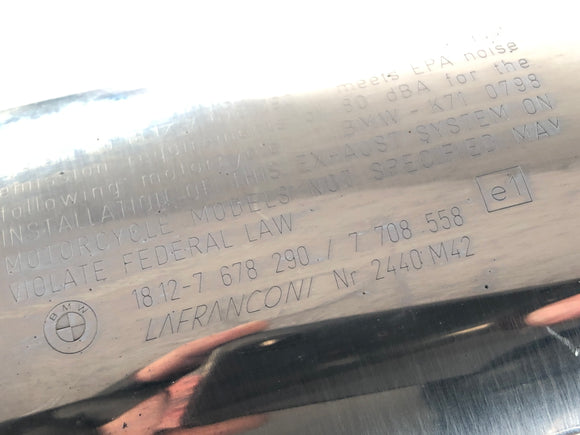 meets EPA noise
emission 80 dBA for the
following motorcycle BMW - K71 0798
INSTALLATION OF THIS EXHAUST SYSTEM ON
MOTORCYCLE MODELS NOT SPECIFIED MAY
VIOLATE FEDERAL LAW
e1
1812-7 678 290 / 7 708 558
BMW LAFRANCONI Nr 2440 M42